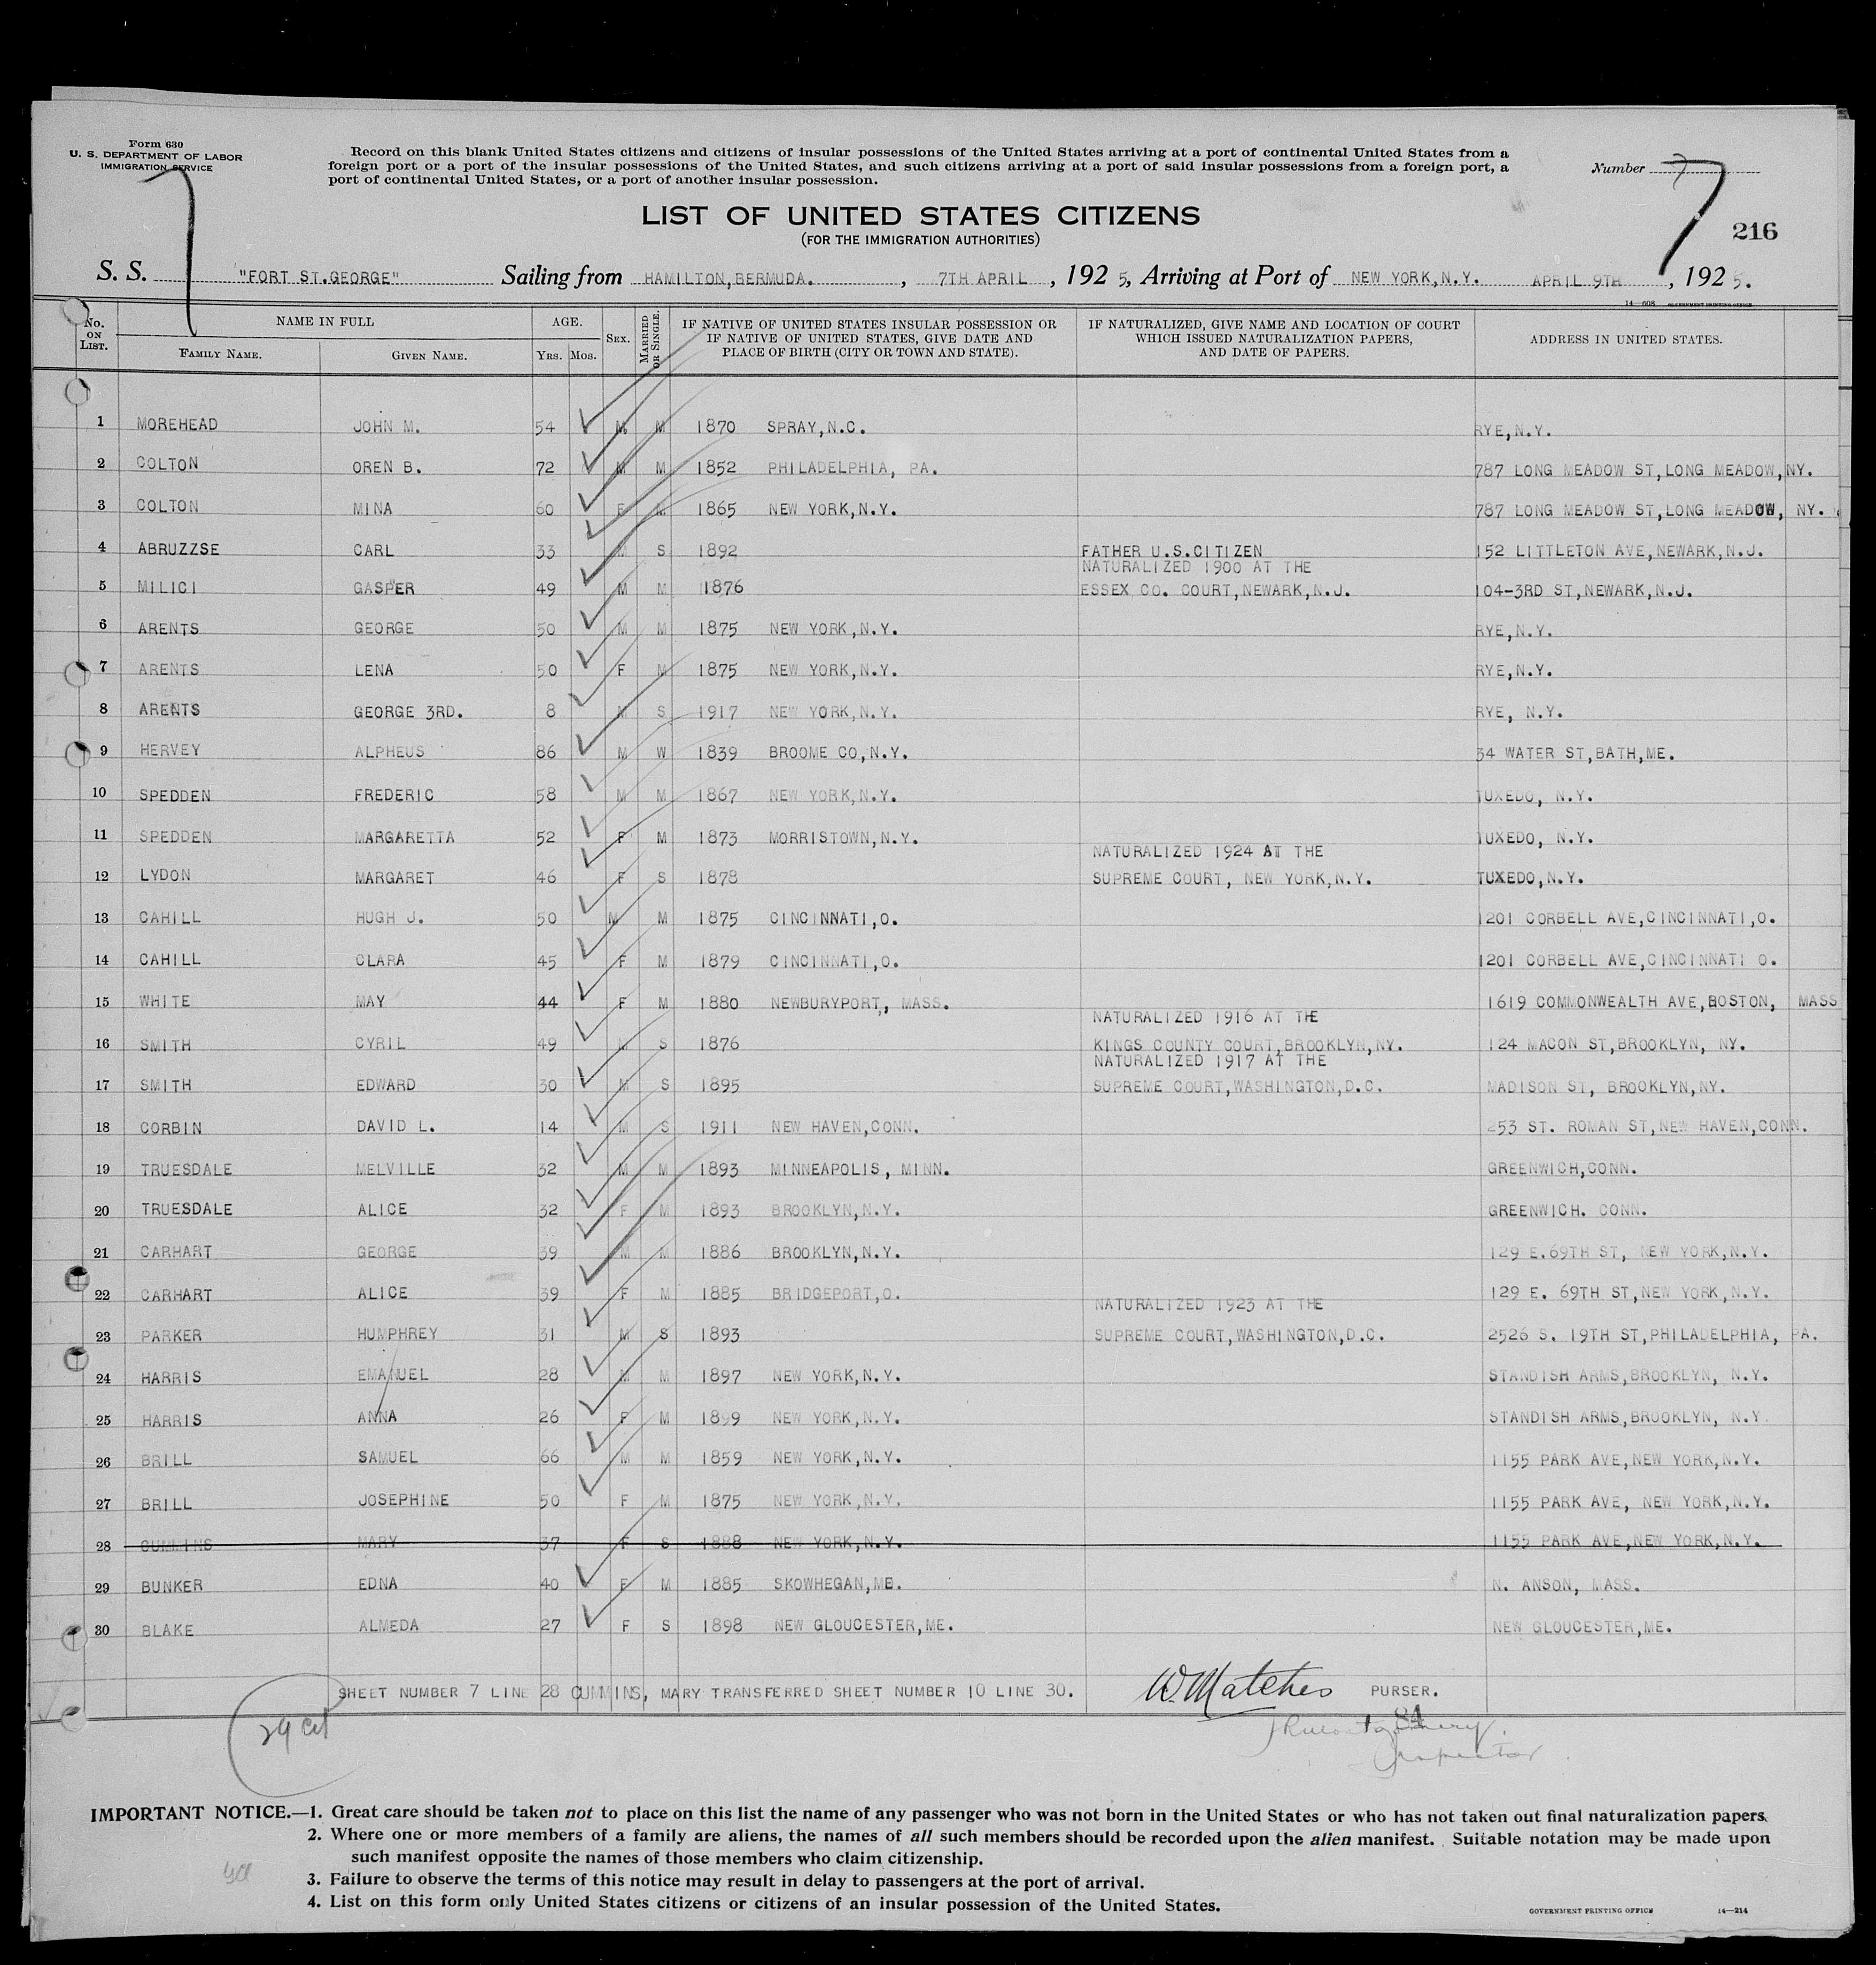 Form 630
U. S. DEPARTMENT OF LABOR
IMMIGRATION SERVICE
Record on this blank United States citizens and citizens of insular possessions of the United States arriving at a port of continental United States from a
foreign port or a port of the insular possessions of the United States, and such citizens arriving at a port of said insular possessions from a foreign port, a
port of continental United States, or a port of another insular possession.
Number 7
7 7
LIST OF UNITED STATES CITIZENS
216
(FOR THE IMMIGRATION AUTHORITIES)
S. S. "FORT ST.GEORGE" Sailing from HAMILTON,BERMUDA. , 7TH APRIL , 192 5, Arriving at Port of NEW YORK,N.Y. APRIL 9TH , 192 5.
14—608 GOVERNMENT PRINTING OFFICE
No. ON LIST. NAME IN FULL AGE. SEX. MARRIED OR SINGLE. IF NATIVE OF UNITED STATES INSULAR POSSESSION OR IF NATIVE OF UNITED STATES, GIVE DATE AND PLACE OF BIRTH (CITY OR TOWN AND STATE). IF NATURALIZED, GIVE NAME AND LOCATION OF COURT WHICH ISSUED NATURALIZATION PAPERS, AND DATE OF PAPERS. ADDRESS IN UNITED STATES.
FAMILY NAME. GIVEN NAME. YRS. MOS.
1 MOREHEAD JOHN M. 54 M M 1870 SPRAY,N.C. RYE,N.Y.
2 COLTON OREN B. 72 M M 1852 PHILADELPHIA, PA. 787 LONG MEADOW ST,LONG MEADOW,NY.
3 COLTON MINA 60 F M 1865 NEW YORK,N.Y. 787 LONG MEADOW ST,LONG MEADOW, NY.
4 ABRUZZSE CARL 33 M S 1892 FATHER U.S.CITIZEN 152 LITTLETON AVE,NEWARK,N.J.
NATURALIZED 1900 AT THE
5 MILICI GASPER 49 M M 1876 ESSEX CO. COURT,NEWARK,N.J. 104-3RD ST,NEWARK,N.J.
6 ARENTS GEORGE 50 M M 1875 NEW YORK,N.Y. RYE,N.Y.
7 ARENTS LENA 50 F M 1875 NEW YORK,N.Y. RYE,N.Y.
8 ARENTS GEORGE 3RD. 8 M S 1917 NEW YORK,N.Y. RYE, N.Y.
9 HERVEY ALPHEUS 86 M W 1839 BROOME CO,N.Y. 34 WATER ST,BATH,ME.
10 SPEDDEN FREDERIC 58 M M 1867 NEW YORK,N.Y. TUXEDO, N.Y.
11 SPEDDEN MARGARETTA 52 F M 1873 MORRISTOWN,N.Y. TUXEDO, N.Y.
NATURALIZED 1924 AT THE
12 LYDON MARGARET 46 F S 1878 SUPREME COURT, NEW YORK,N.Y. TUXEDO,N.Y.
13 CAHILL HUGH J. 50 M M 1875 CINCINNATI,O. 1201 CORBELL AVE,CINCINNATI,O.
14 CAHILL CLARA 45 F M 1879 CINCINNATI,O. 1201 CORBELL AVE,CINCINNATI O.
15 WHITE MAY 44 F M 1880 NEWBURYPORT, MASS. 1619 COMMONWEALTH AVE,BOSTON, MASS
NATURALIZED 1916 AT THE
16 SMITH CYRIL 49 M S 1876 KINGS COUNTY COURT,BROOKLYN,NY. 124 MACON ST,BROOKLYN, NY.
NATURALIZED 1917 AT THE
17 SMITH EDWARD 30 M S 1895 SUPREME COURT,WASHINGTON,D.C. MADISON ST, BROOKLYN,NY.
18 CORBIN DAVID L. 14 M S 1911 NEW HAVEN,CONN. 253 ST. ROMAN ST,NEW HAVEN,CONN.
19 TRUESDALE MELVILLE 32 M M 1893 MINNEAPOLIS, MINN. GREENWICH,CONN.
20 TRUESDALE ALICE 32 F M 1893 BROOKLYN,N.Y. GREENWICH. CONN.
21 CARHART GEORGE 39 M M 1886 BROOKLYN,N.Y. 129 E.69TH ST, NEW YORK,N.Y.
22 CARHART ALICE 39 F M 1885 BRIDGEPORT,O. 129 E. 69TH ST,NEW YORK,N.Y.
NATURALIZED 1923 AT THE
23 PARKER HUMPHREY 31 M S 1893 SUPREME COURT,WASHINGTON,D.C. 2526 S. 19TH ST,PHILADELPHIA, PA.
24 HARRIS EMANUEL 28 M M 1897 NEW YORK,N.Y. STANDISH ARMS,BROOKLYN, N.Y.
25 HARRIS ANNA 26 F M 1899 NEW YORK,N.Y. STANDISH ARMS,BROOKLYN, N.Y.
26 BRILL SAMUEL 66 M M 1859 NEW YORK,N.Y. 1155 PARK AVE,NEW YORK,N.Y.
27 BRILL JOSEPHINE 50 F M 1875 NEW YORK,N.Y. 1155 PARK AVE, NEW YORK,N.Y.
28 CUMMINS MARY 37 F S 1888 NEW YORK,N.Y. 1155 PARK AVE,NEW YORK,N.Y.
29 BUNKER EDNA 40 F M 1885 SKOWHEGAN,ME. N. ANSON, MASS.
30 BLAKE ALMEDA 27 F S 1898 NEW GLOUCESTER,ME. NEW GLOUCESTER,ME.
SHEET NUMBER 7 LINE 28 CUMMINS, MARY TRANSFERRED SHEET NUMBER 10 LINE 30. W. Matches PURSER.
84
29 cit
Inspector
IMPORTANT NOTICE.—1. Great care should be taken not to place on this list the name of any passenger who was not born in the United States or who has not taken out final naturalization papers.
2. Where one or more members of a family are aliens, the names of all such members should be recorded upon the alien manifest. Suitable notation may be made upon
such manifest opposite the names of those members who claim citizenship.
3. Failure to observe the terms of this notice may result in delay to passengers at the port of arrival.
4. List on this form only United States citizens or citizens of an insular possession of the United States.
GOVERNMENT PRINTING OFFICE 14—214